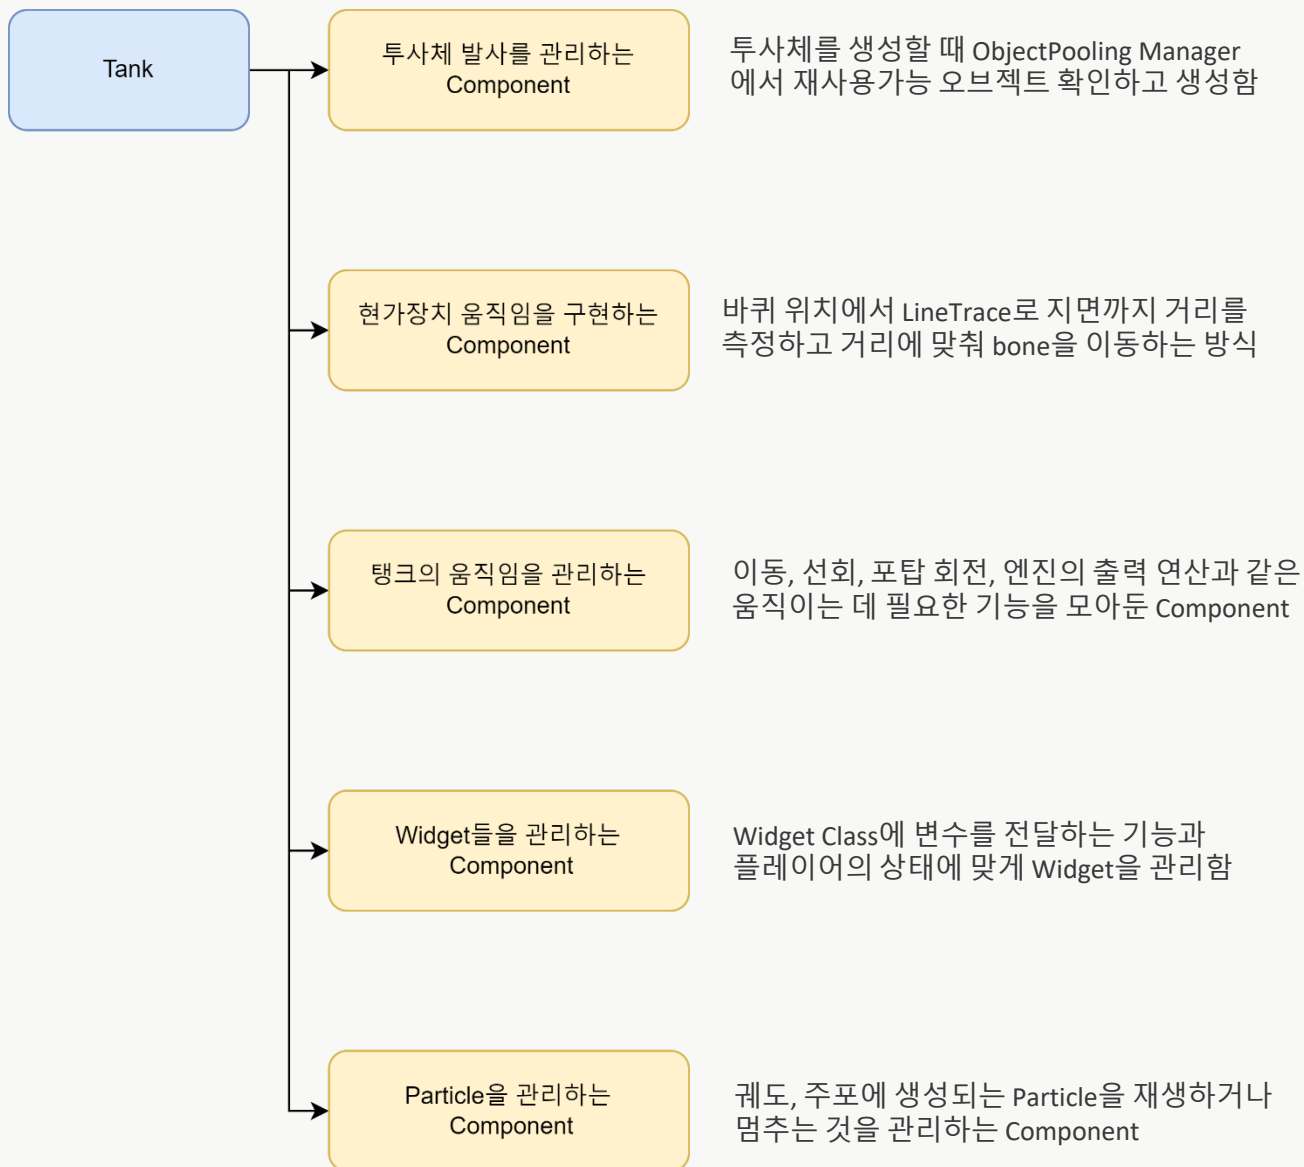 Tank
투사체 발사를 관리하는
Component
투사체를 생성할 때 ObjectPooling Manager
에서 재사용가능 오브젝트 확인하고 생성함
현가장치 움직임을 구현하는
Component
바퀴 위치에서 LineTrace로 지면까지 거리를
측정하고 거리에 맞춰 bone을 이동하는 방식
탱크의 움직임을 관리하는
Component
이동, 선회, 포탑 회전, 엔진의 출력 연산과 같은
움직이는 데 필요한 기능을 모아둔 Component
Widget들을 관리하는
Component
Widget Class에 변수를 전달하는 기능과
플레이어의 상태에 맞게 Widget을 관리함
Particle을 관리하는
Component
궤도, 주포에 생성되는 Particle을 재생하거나
멈추는 것을 관리하는 Component